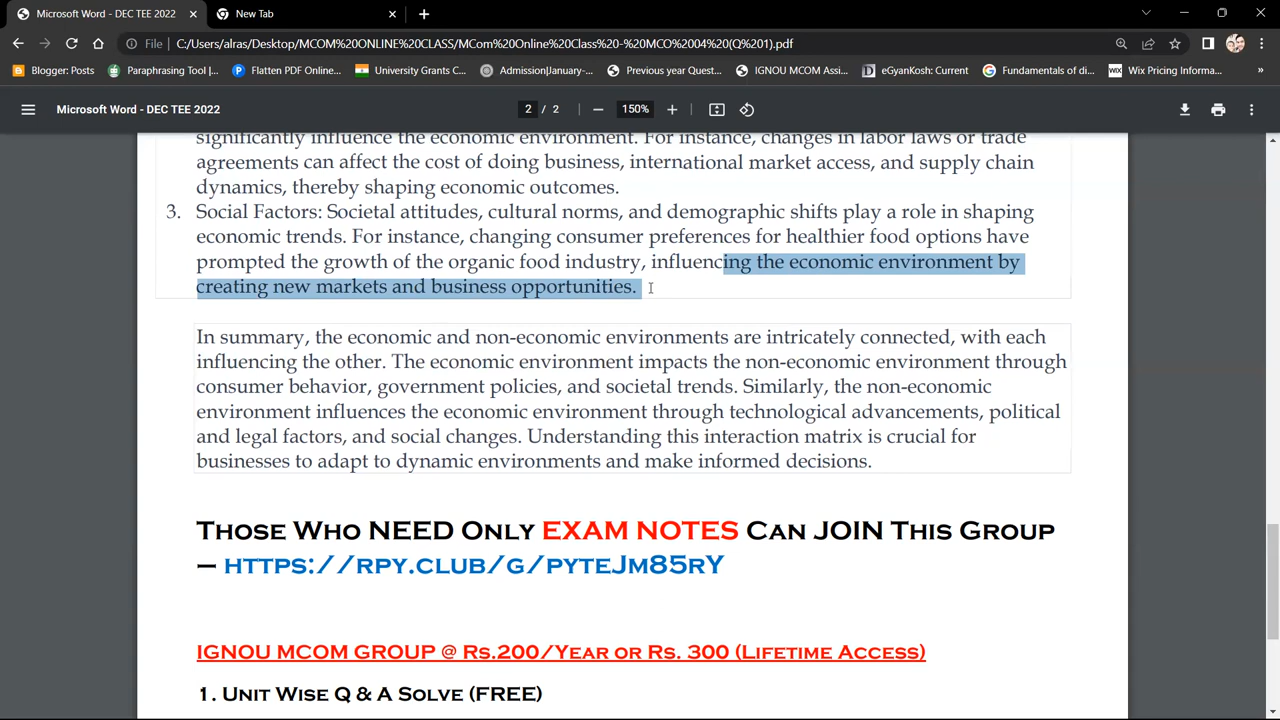 Microsoft Word - DEC TEE 2022
New Tab
File
C:/Users/alras/Desktop/MCOM%20ONLINE%20CLASS/MCom%20Online%20Class%20-%20MCO%2004%20(Q%201).pdf
Blogger: Posts
Paraphrasing Tool |...
Flatten PDF Online...
University Grants C...
Admission|January-...
Previous year Quest...
IGNOU MCOM Assi...
eGyanKosh: Current
Fundamentals of di...
Wix Pricing Informa...
»
Microsoft Word - DEC TEE 2022
2 / 2
150%
significantly influence the economic environment. For instance, changes in labor laws or trade
agreements can affect the cost of doing business, international market access, and supply chain
dynamics, thereby shaping economic outcomes.
3. Social Factors: Societal attitudes, cultural norms, and demographic shifts play a role in shaping
economic trends. For instance, changing consumer preferences for healthier food options have
prompted the growth of the organic food industry, influencing the economic environment by
creating new markets and business opportunities.
In summary, the economic and non-economic environments are intricately connected, with each
influencing the other. The economic environment impacts the non-economic environment through
consumer behavior, government policies, and societal trends. Similarly, the non-economic
environment influences the economic environment through technological advancements, political
and legal factors, and social changes. Understanding this interaction matrix is crucial for
businesses to adapt to dynamic environments and make informed decisions.
Those Who NEED Only EXAM NOTES Can JOIN This Group
– https://rpy.club/g/pyteJm85rY
IGNOU MCOM GROUP @ Rs.200/Year or Rs. 300 (Lifetime Access)
1. Unit Wise Q & A Solve (FREE)